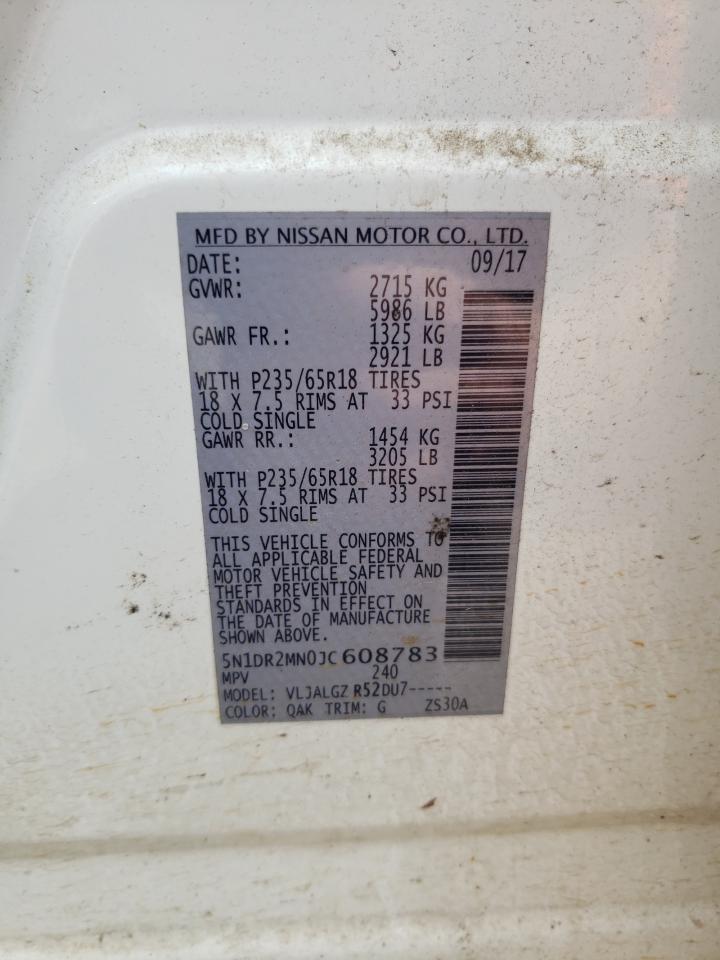 MFD BY NISSAN MOTOR CO., LTD.
DATE: 09/17
GVWR: 2715 KG
5986 LB
GAWR FR.: 1325 KG
2921 LB
WITH P235/65R18 TIRES
18 X 7.5 RIMS AT 33 PSI
COLD SINGLE
GAWR RR.: 1454 KG
3205 LB
WITH P235/65R18 TIRES
18 X 7.5 RIMS AT 33 PSI
COLD SINGLE
THIS VEHICLE CONFORMS TO
ALL APPLICABLE FEDERAL
MOTOR VEHICLE SAFETY AND
THEFT PREVENTION
STANDARDS IN EFFECT ON
THE DATE OF MANUFACTURE
SHOWN ABOVE.
5N1DR2MN0JC608783
MPV 240
MODEL: VLJALGZ R52DU7-----
COLOR: QAK TRIM: G ZS30A